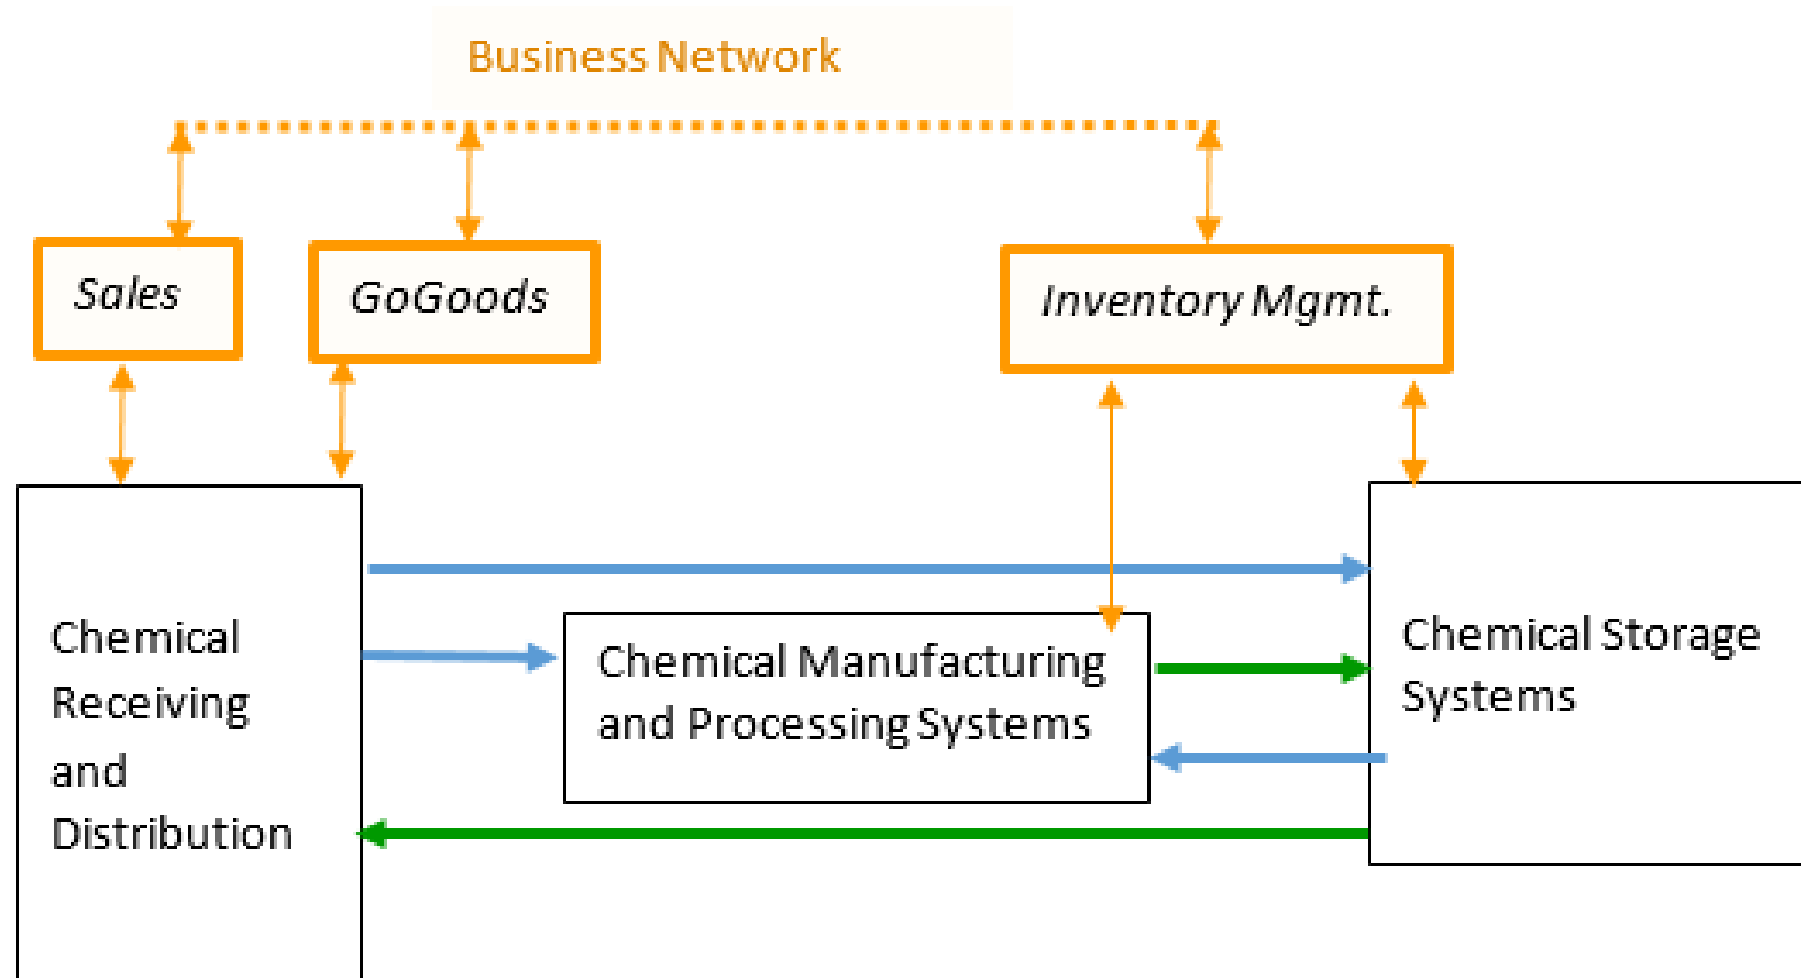 Business Network
Sales
GoGoods
Inventory Mgmt.
Chemical
Receiving
and
Distribution
Chemical Manufacturing
and Processing Systems
Chemical Storage
Systems